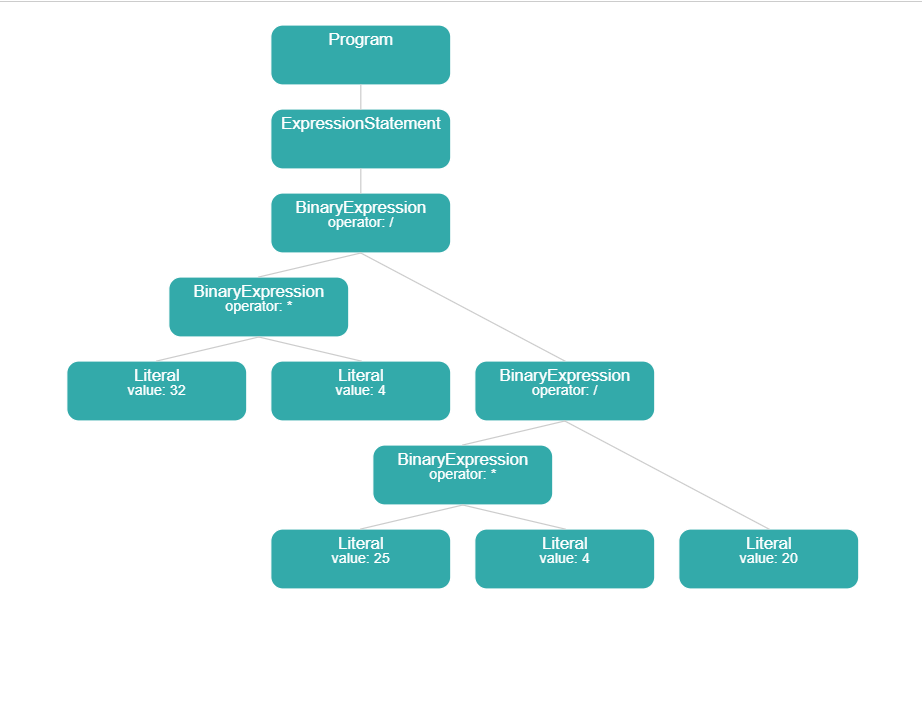 Program
ExpressionStatement
BinaryExpression
operator: /
BinaryExpression
operator: *
Literal
value: 32
Literal
value: 4
BinaryExpression
operator: /
BinaryExpression
operator: *
Literal
value: 25
Literal
value: 4
Literal
value: 20